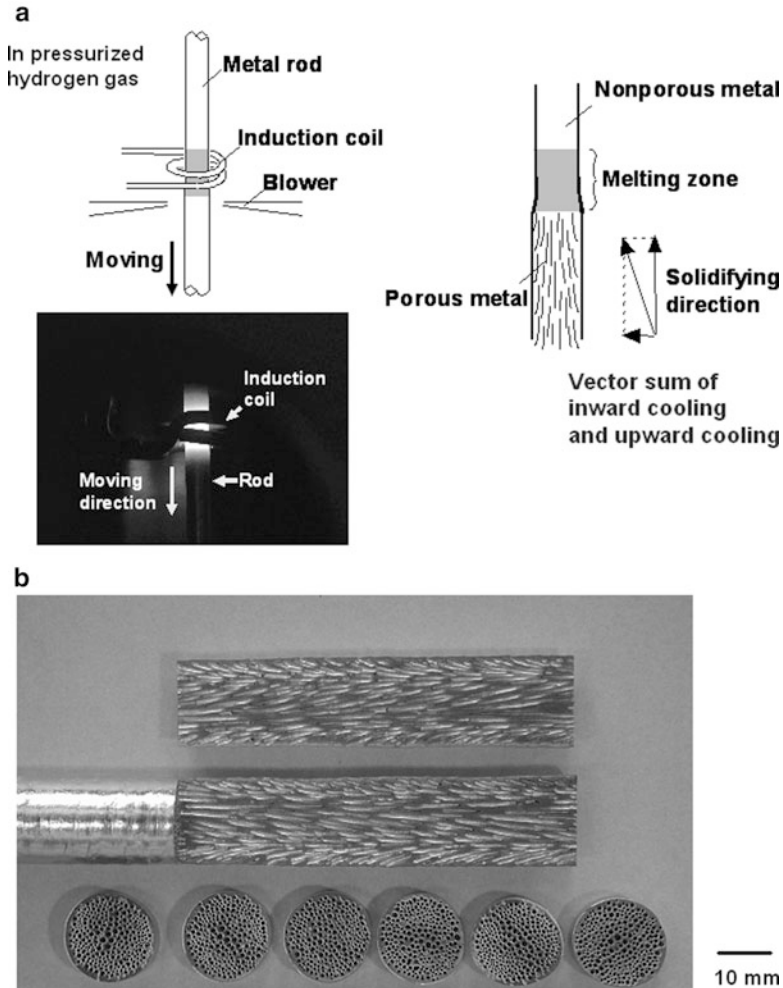 a
In pressurized
hydrogen gas
Metal rod
Induction coil
Blower
Moving
Nonporous metal
Melting zone
Porous metal
Solidifying
direction
Vector sum of
inward cooling
and upward cooling
Induction
coil
Moving
direction
Rod
b
10 mm